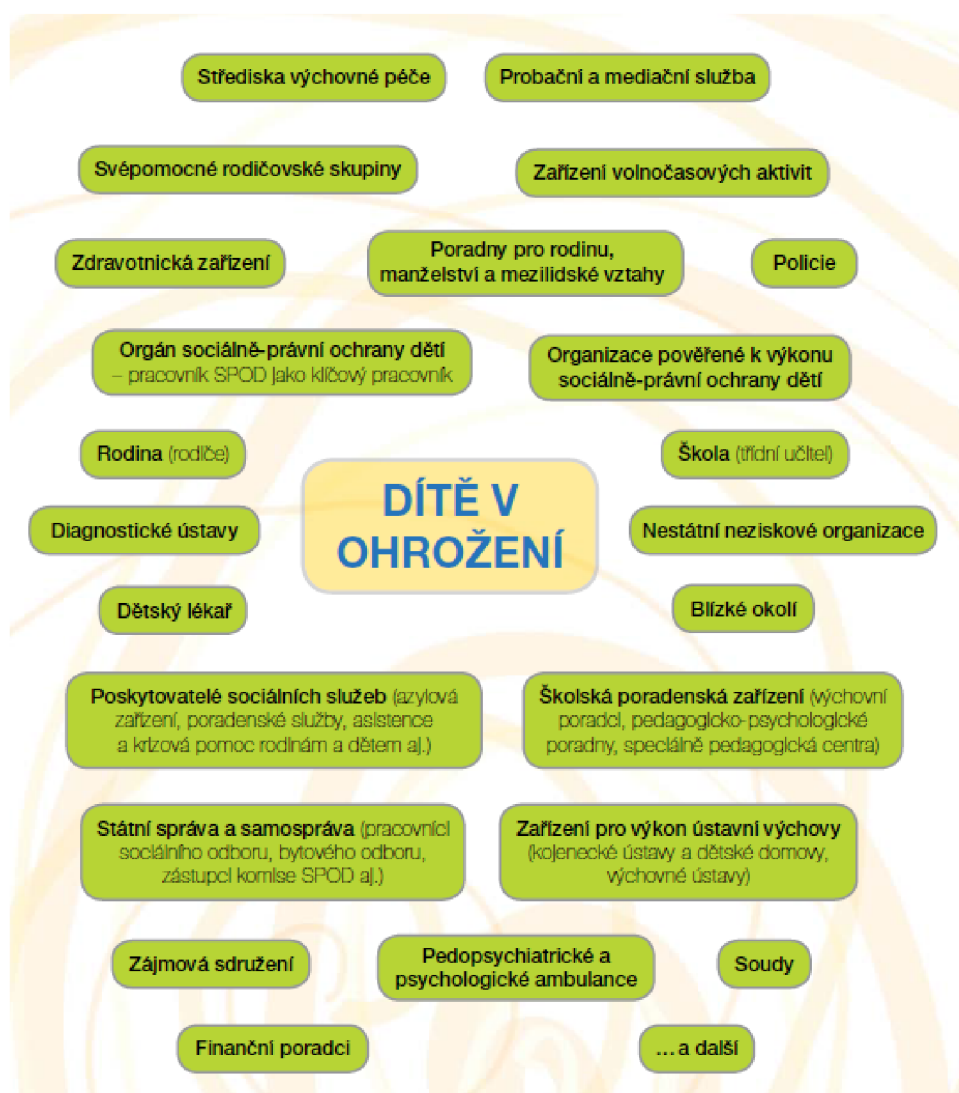 Střediska výchovné péče
Probační a mediační služba
Svépomocné rodičovské skupiny
Zařízení volnočasových aktivit
Zdravotnická zařízení
Poradny pro rodinu,
manželství a mezilidské vztahy
Policie
Orgán sociálně-právní ochrany dětí
– pracovník SPOD jako klíčový pracovník
Organizace pověřené k výkonu
sociálně-právní ochrany dětí
Rodina (rodiče)
Škola (třídní učitel)
DÍTĚ V
OHROŽENÍ
Diagnostické ústavy
Nestátní neziskové organizace
Dětský lékař
Blízké okolí
Poskytovatelé sociálních služeb (azylová
zařízení, poradenské služby, asistence
a krizová pomoc rodinám a dětem aj.)
Školská poradenská zařízení (výchovní
poradci, pedagogicko-psychologické
poradny, speciálně pedagogická centra)
Státní správa a samospráva (pracovníci
sociálního odboru, bytového odboru,
zástupci komise SPOD aj.)
Zařízení pro výkon ústavní výchovy
(kojenecké ústavy a dětské domovy,
výchovné ústavy)
Zájmová sdružení
Pedopsychiatrické a
psychologické ambulance
Soudy
Finanční poradci
...a další